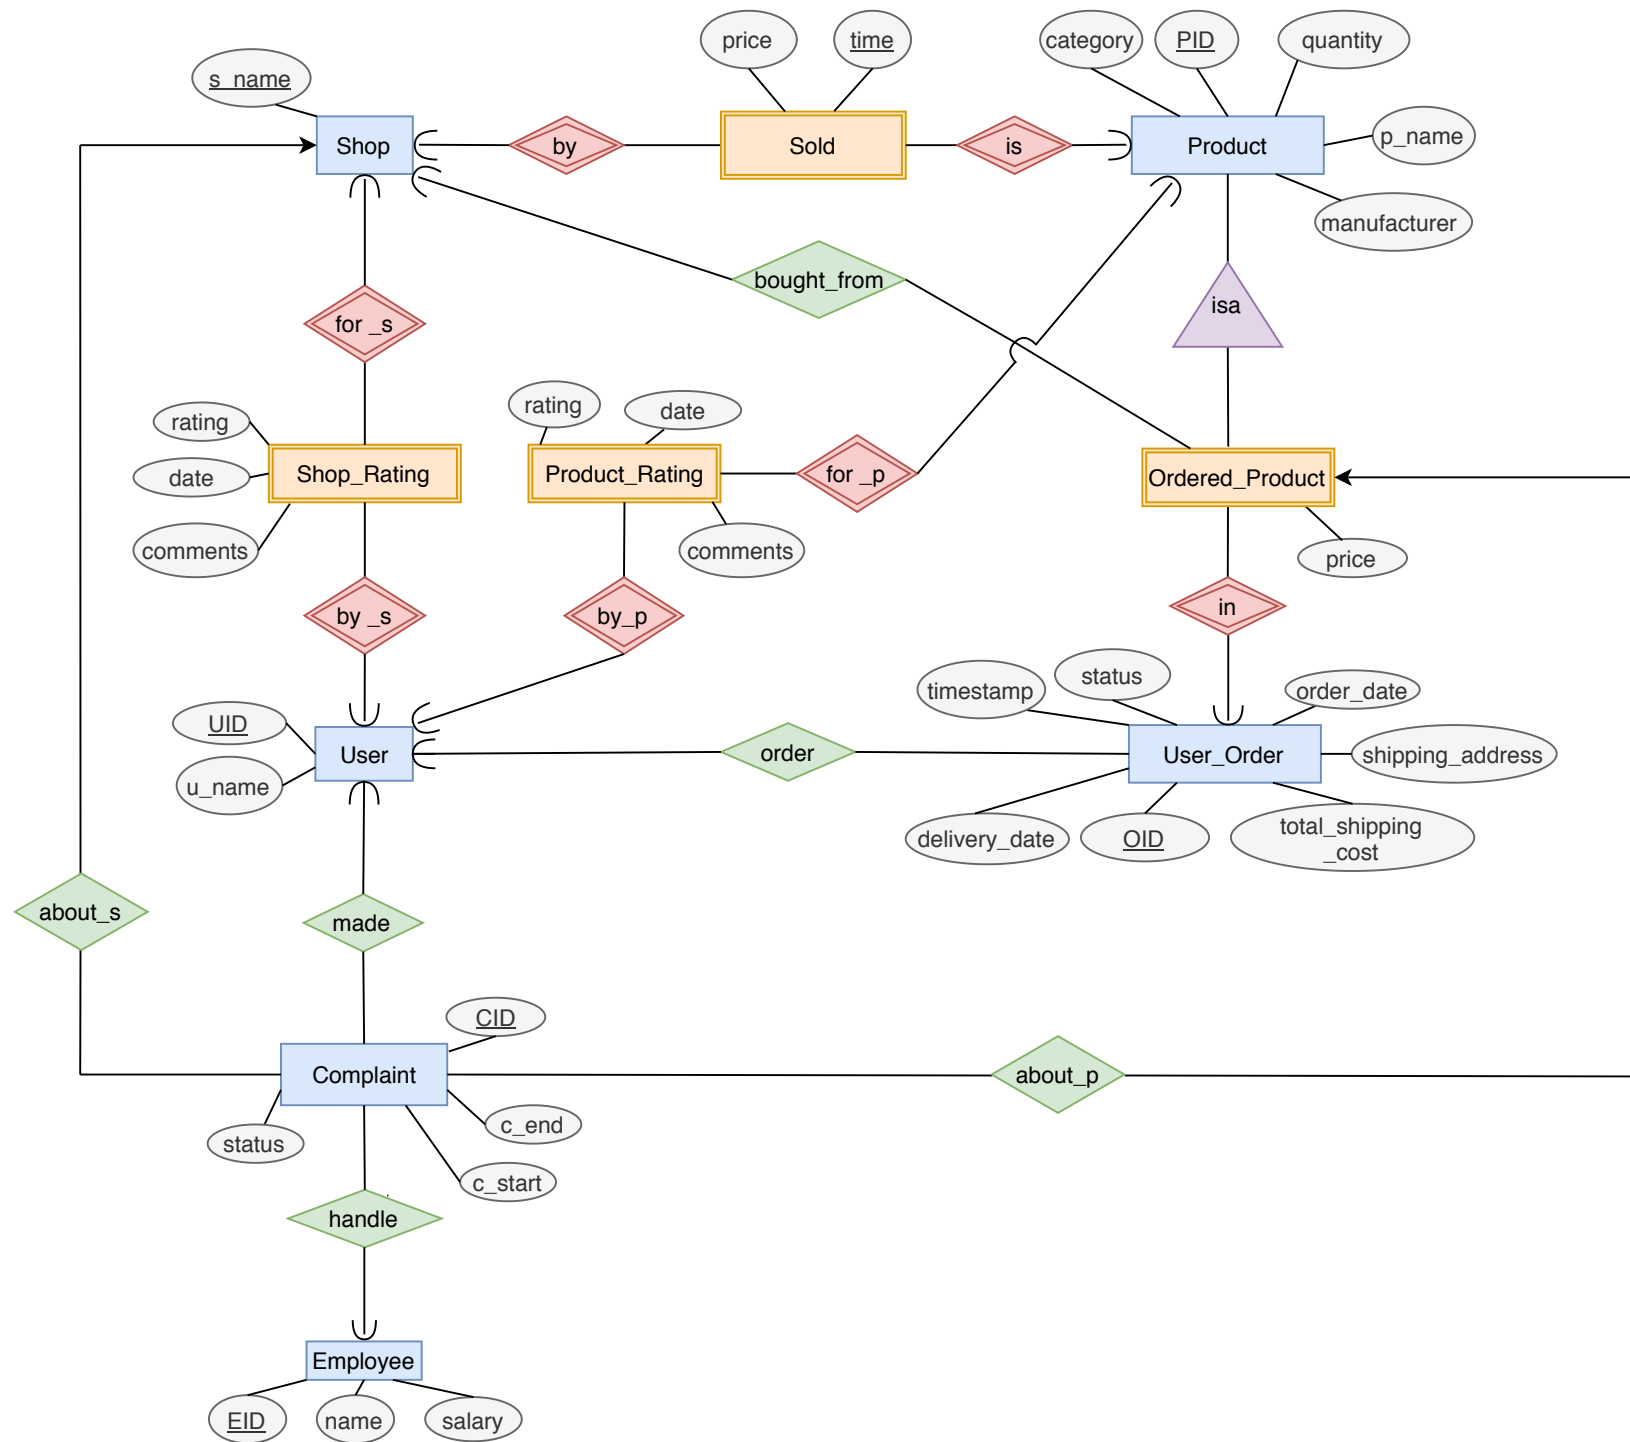 price
time
category
PID
quantity
s_name
p_name
Shop
by
Sold
is
Product
manufacturer
bought_from
isa
for _s
rating
date
rating
date
comments
Shop_Rating
Product_Rating
for _p
Ordered_Product
comments
price
by _s
by_p
in
timestamp
status
order_date
UID
u_name
User
order
User_Order
shipping_address
delivery_date
OID
total_shipping
_cost
about_s
made
CID
Complaint
about_p
status
c_end
c_start
handle
Employee
EID
name
salary